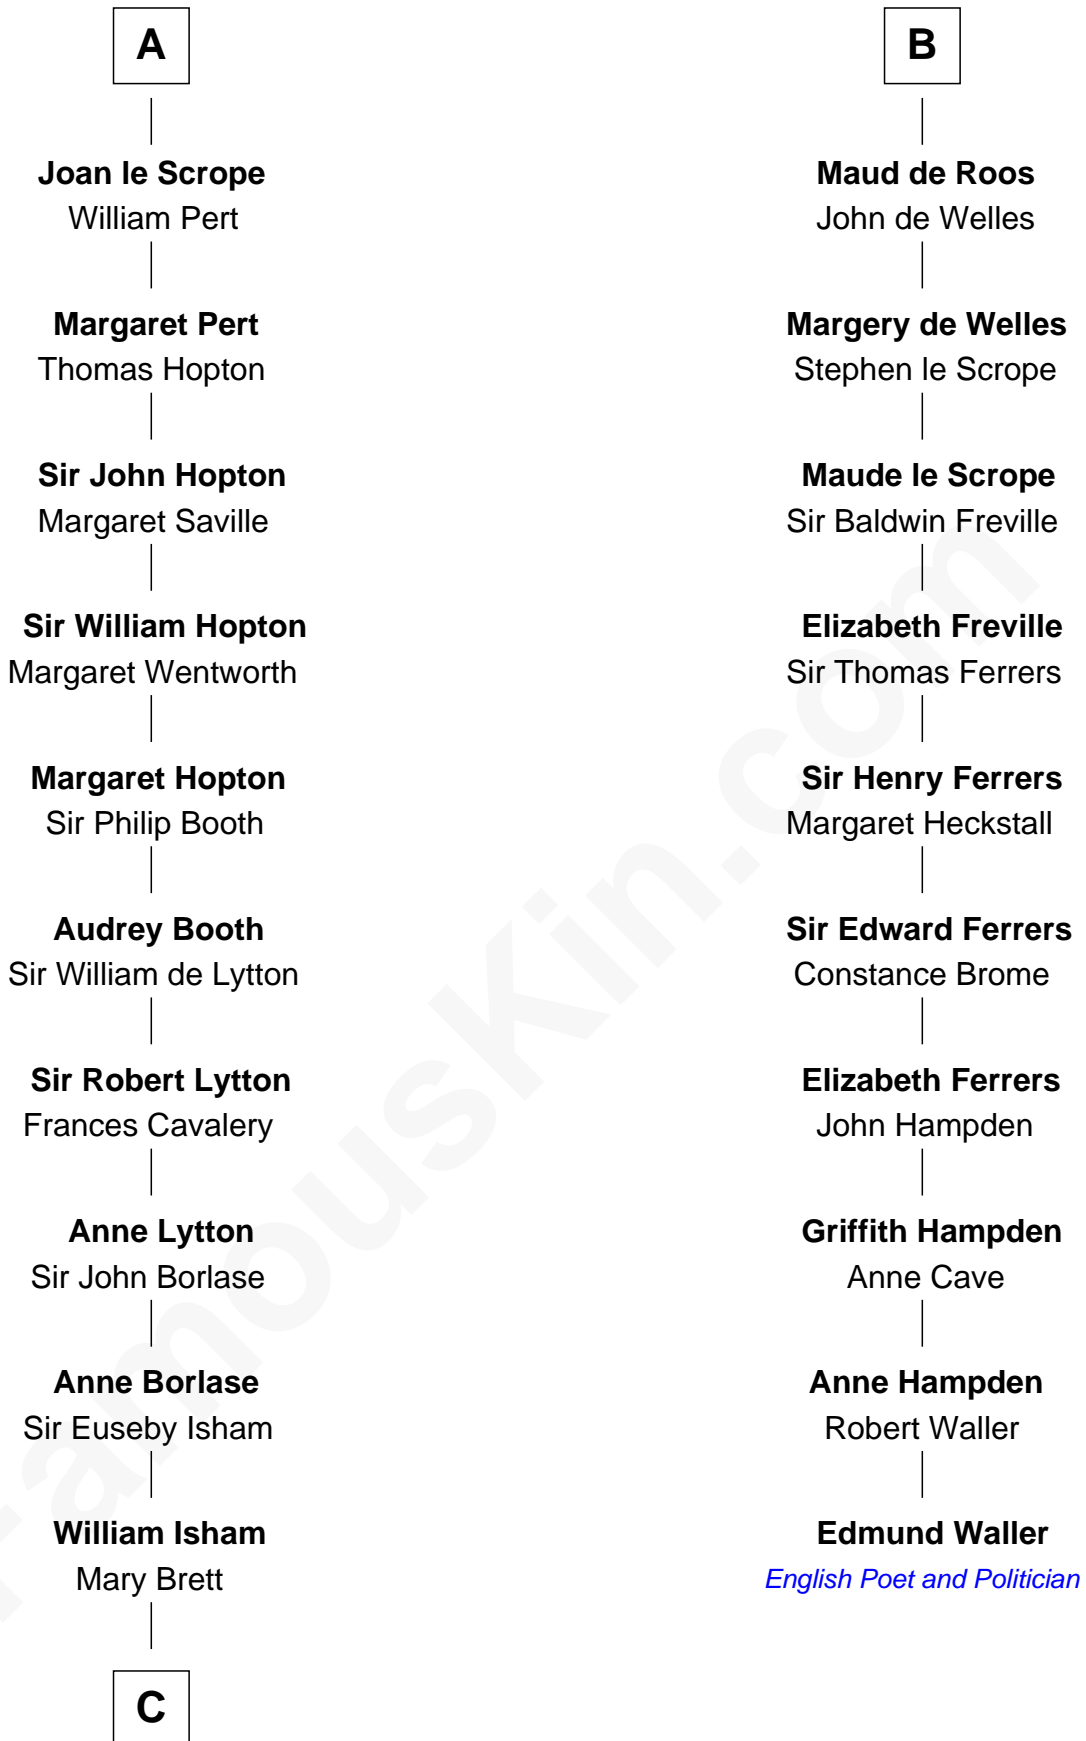 A
Joan le Scrope
William Pert
Margaret Pert
Thomas Hopton
Sir John Hopton
Margaret Saville
Sir William Hopton
Margaret Wentworth
Margaret Hopton
Sir Philip Booth
Audrey Booth
Sir William de Lytton
Sir Robert Lytton
Frances Cavalery
Anne Lytton
Sir John Borlase
Anne Borlase
Sir Euseby Isham
William Isham
Mary Brett
C
B
Maud de Roos
John de Welles
Margery de Welles
Stephen le Scrope
Maude le Scrope
Sir Baldwin Freville
Elizabeth Freville
Sir Thomas Ferrers
Sir Henry Ferrers
Margaret Heckstall
Sir Edward Ferrers
Constance Brome
Elizabeth Ferrers
John Hampden
Griffith Hampden
Anne Cave
Anne Hampden
Robert Waller
Edmund Waller
English Poet and Politician
FamousKin.com